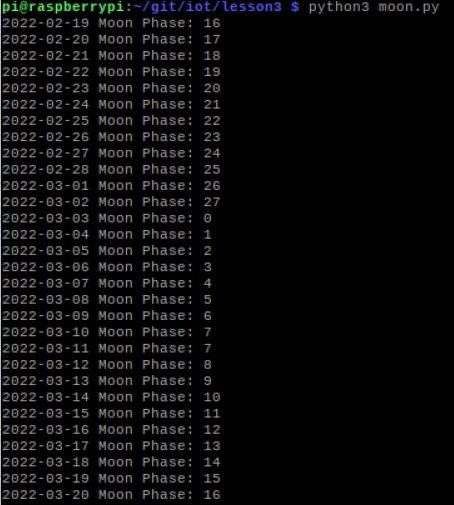 pi@raspberrypi:~/git/iot/lesson3 $ python3 moon.py
2022-02-19 Moon Phase: 16
2022-02-20 Moon Phase: 17
2022-02-21 Moon Phase: 18
2022-02-22 Moon Phase: 19
2022-02-23 Moon Phase: 20
2022-02-24 Moon Phase: 21
2022-02-25 Moon Phase: 22
2022-02-26 Moon Phase: 23
2022-02-27 Moon Phase: 24
2022-02-28 Moon Phase: 25
2022-03-01 Moon Phase: 26
2022-03-02 Moon Phase: 27
2022-03-03 Moon Phase: 0
2022-03-04 Moon Phase: 1
2022-03-05 Moon Phase: 2
2022-03-06 Moon Phase: 3
2022-03-07 Moon Phase: 4
2022-03-08 Moon Phase: 5
2022-03-09 Moon Phase: 6
2022-03-10 Moon Phase: 7
2022-03-11 Moon Phase: 7
2022-03-12 Moon Phase: 8
2022-03-13 Moon Phase: 9
2022-03-14 Moon Phase: 10
2022-03-15 Moon Phase: 11
2022-03-16 Moon Phase: 12
2022-03-17 Moon Phase: 13
2022-03-18 Moon Phase: 14
2022-03-19 Moon Phase: 15
2022-03-20 Moon Phase: 16